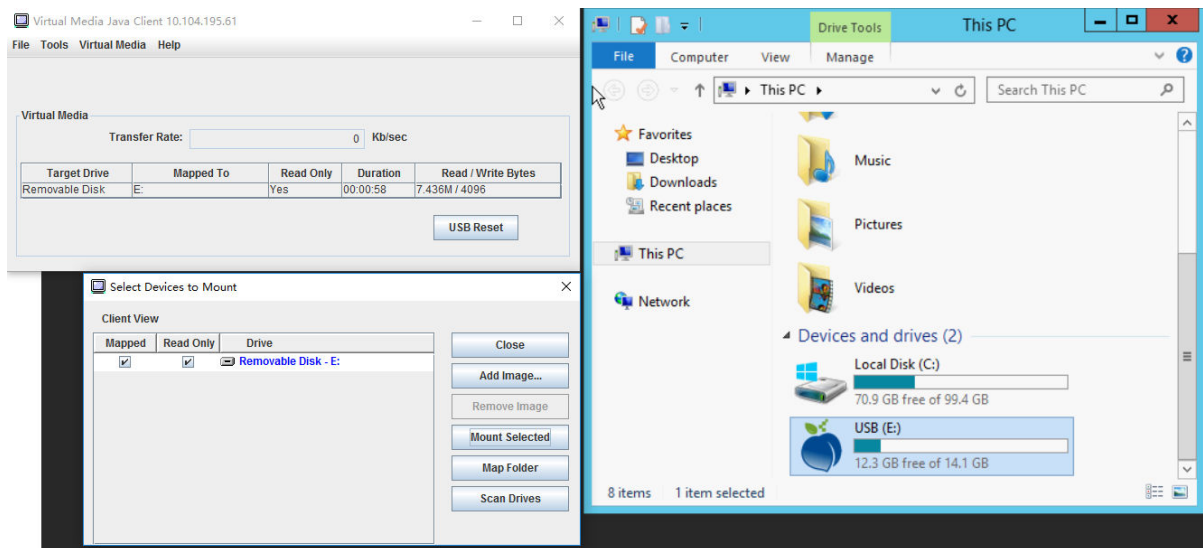 Virtual Media Java Client 10.104.195.61
File Tools Virtual Media Help
Virtual Media
Transfer Rate: 0 Kb/sec
Target Drive Mapped To Read Only Duration Read / Write Bytes
Removable Disk E: Yes 00:00:58 7.436M / 4096
USB Reset
Select Devices to Mount
Client View
Mapped Read Only Drive
Removable Disk - E:
Close
Add Image...
Remove Image
Mount Selected
Map Folder
Scan Drives
Drive Tools This PC
File Computer View Manage
This PC Search This PC
Favorites
Desktop
Downloads
Recent places
This PC
Network
Music
Pictures
Videos
Devices and drives (2)
Local Disk (C:)
70.9 GB free of 99.4 GB
USB (E:)
12.3 GB free of 14.1 GB
8 items 1 item selected